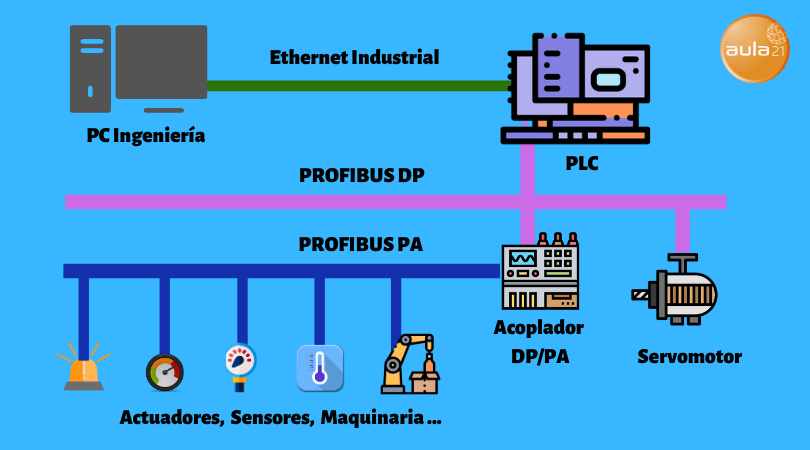 Ethernet Industrial
aula21
PC Ingeniería
PLC
PROFIBUS DP
PROFIBUS PA
Acoplador
DP/PA
Servomotor
Actuadores, Sensores, Maquinaria ...